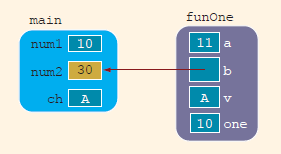 main
num1 10
num2 30
ch A
funOne
11 a
b
A v
10 one